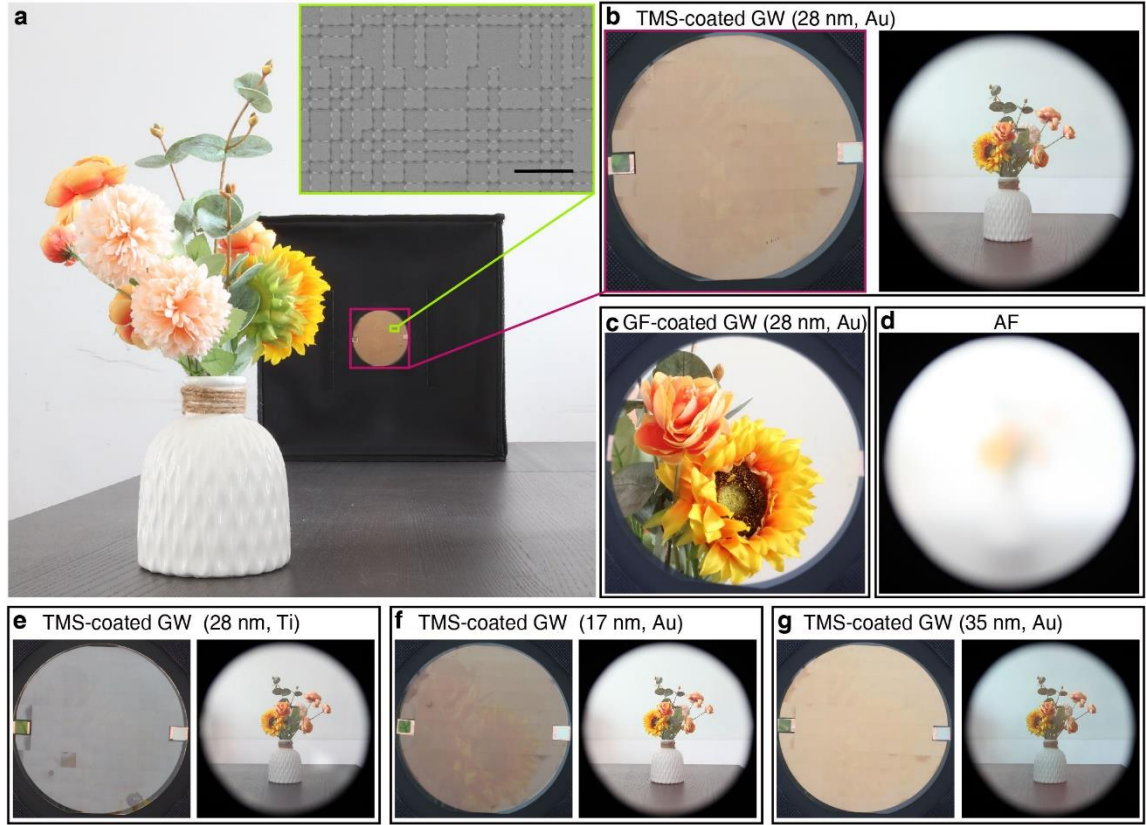 a
b TMS-coated GW (28 nm, Au)
c GF-coated GW (28 nm, Au)
d AF
e TMS-coated GW (28 nm, Ti)
f TMS-coated GW (17 nm, Au)
g TMS-coated GW (35 nm, Au)